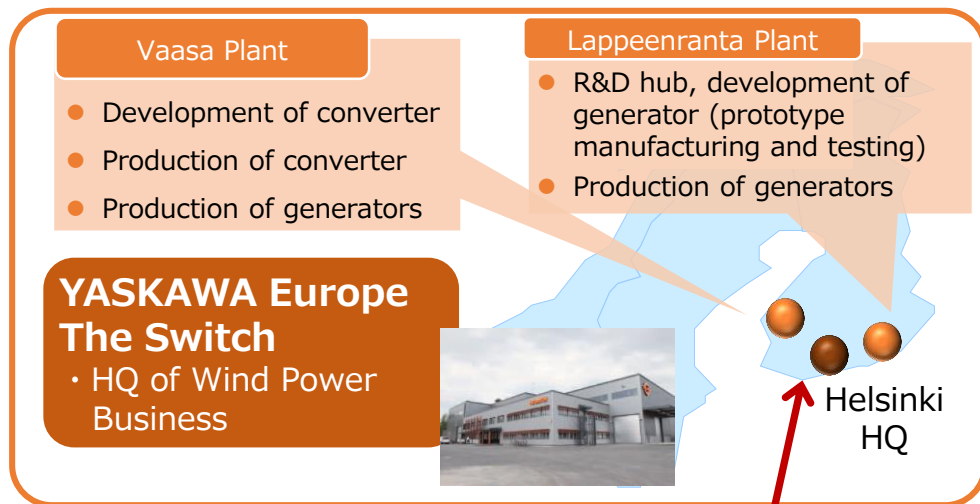 Vaasa Plant
● Development of converter
● Production of converter
● Production of generators
Lappeenranta Plant
● R&D hub, development of
generator (prototype
manufacturing and testing)
● Production of generators
YASKAWA Europe
The Switch
・HQ of Wind Power
Business
Helsinki
HQ